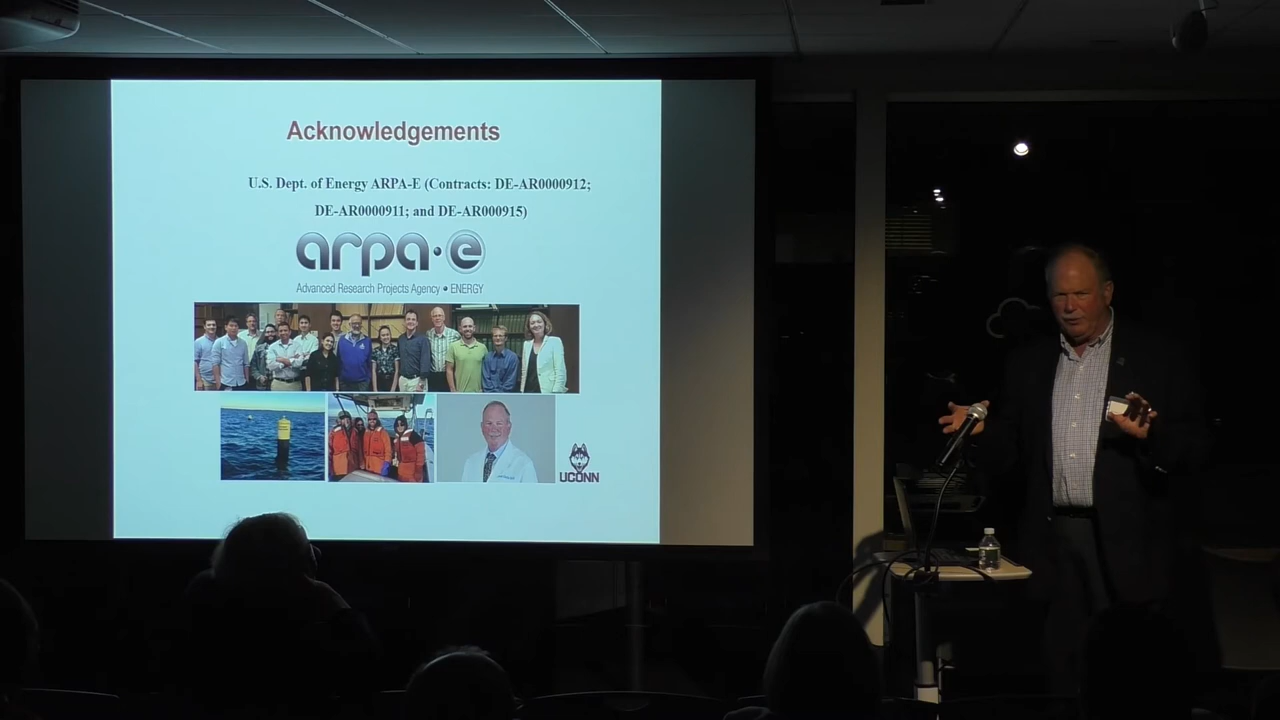 Acknowledgements
U.S. Dept. of Energy ARPA-E (Contracts: DE-AR0000912;
DE-AR0000911; and DE-AR000915)
arpa·e
Advanced Research Projects Agency • ENERGY
UCONN